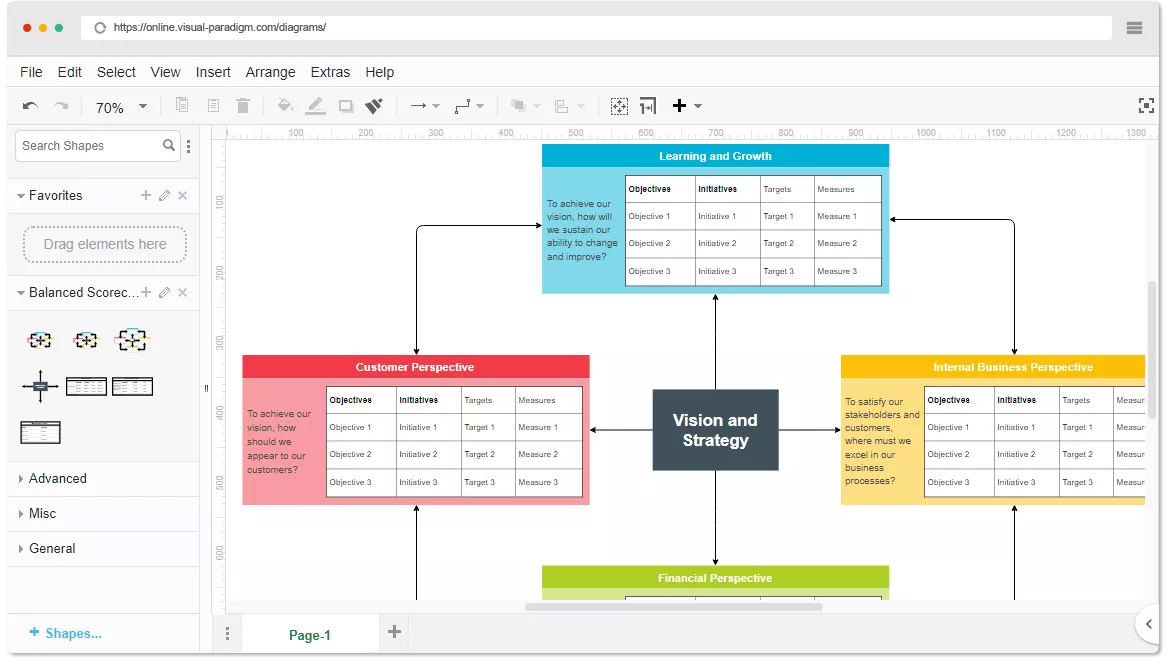 https://online.visual-paradigm.com/diagrams/
File Edit Select View Insert Arrange Extras Help
70%
Search Shapes
Favorites
Drag elements here
Balanced Scorec...
Advanced
Misc
General
Shapes...
100 200 300 400 500 600 700 800 900 1000 1100 1200 1300
100
200
300
400
500
600
Learning and Growth
To achieve our
vision, how will
we sustain our
ability to change
and improve?
Objectives Initiatives Targets Measures
Objective 1 Initiative 1 Target 1 Measure 1
Objective 2 Initiative 2 Target 2 Measure 2
Objective 3 Initiative 3 Target 3 Measure 3
Customer Perspective
To achieve our
vision, how
should we
appear to our
customers?
Objectives Initiatives Targets Measures
Objective 1 Initiative 1 Target 1 Measure 1
Objective 2 Initiative 2 Target 2 Measure 2
Objective 3 Initiative 3 Target 3 Measure 3
Vision and
Strategy
Internal Business Perspective
To satisfy our
stakeholders and
customers,
where must we
excel in our
business
processes?
Objectives Initiatives Targets
Objective 1 Initiative 1 Target 1
Objective 2 Initiative 2 Target 2
Objective 3 Initiative 3 Target 3
Financial Perspective
Page-1